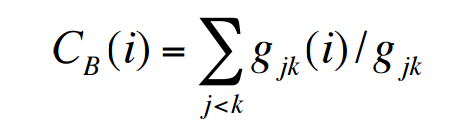 C_B(i) = ∑_{j<k} g_{jk}(i) / g_{jk}